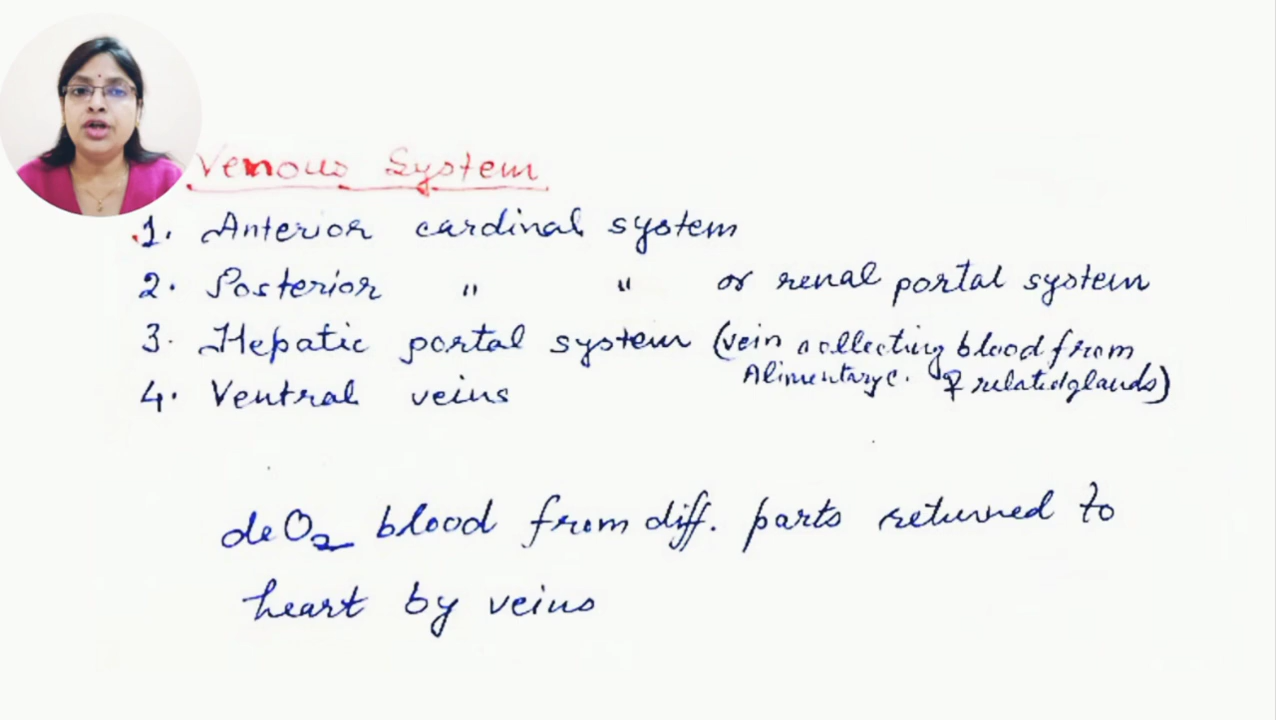 Venous System
1. Anterior cardinal system
2. Posterior " " or renal portal system
3. Hepatic portal system (vein collecting blood from
Alimentary c. & related glands)
4. Ventral veins
deO2 blood from diff. parts returned to
heart by veins